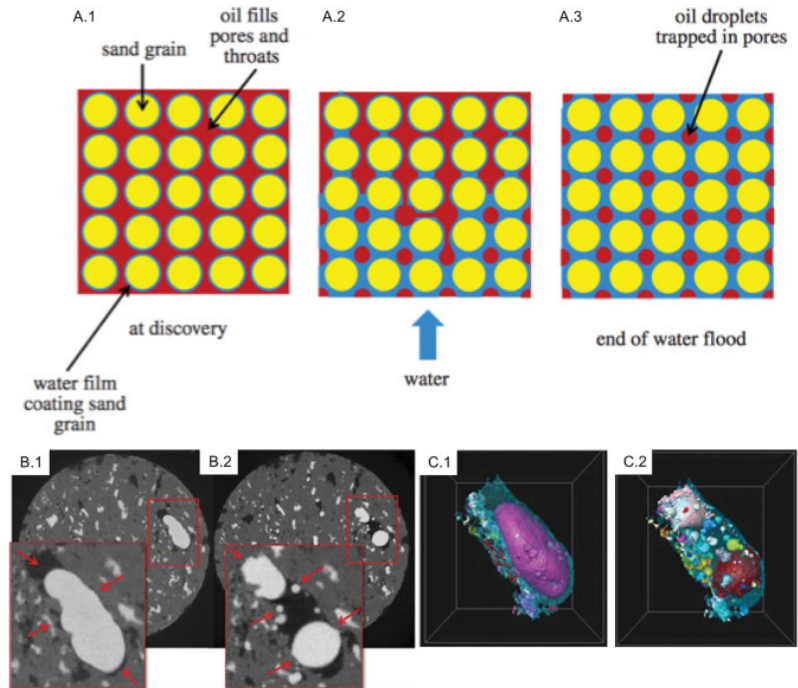 A.1
oil fills
pores and
throats
sand grain
at discovery
water film
coating sand
grain
A.2
water
A.3
oil droplets
trapped in pores
end of water flood
B.1
B.2
C.1
C.2